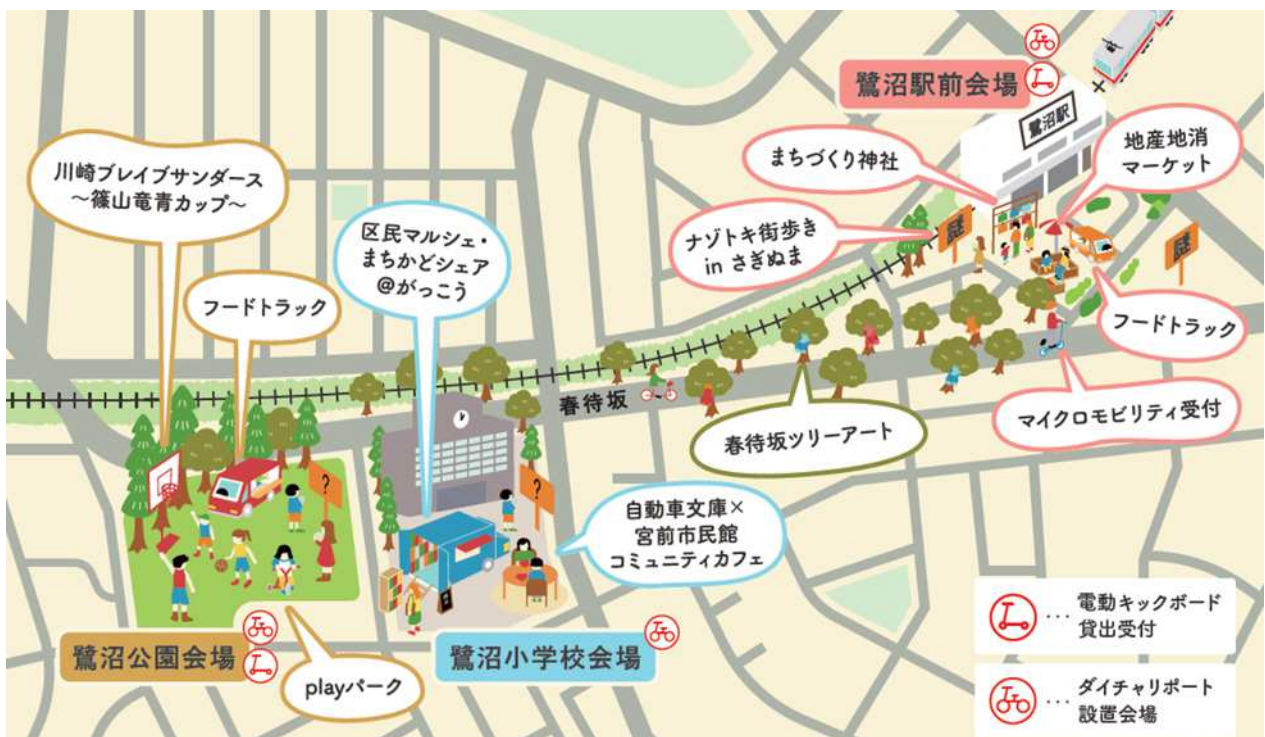 鷺沼駅前会場
鷺沼駅
まちづくり神社
地産地消
マーケット
ナゾトキ街歩き
in さぎぬま
謎
謎
フードトラック
マイクロモビリティ受付
川崎ブレイブサンダース
〜篠山竜青カップ〜
フードトラック
区民マルシェ・
まちかどシェア
@がっこう
春待坂
春待坂ツリーアート
?
?
自動車文庫×
宮前市民館
コミュニティカフェ
鷺沼公園会場
playパーク
鷺沼小学校会場
… 電動キックボード
貸出受付
… ダイチャリポート
設置会場